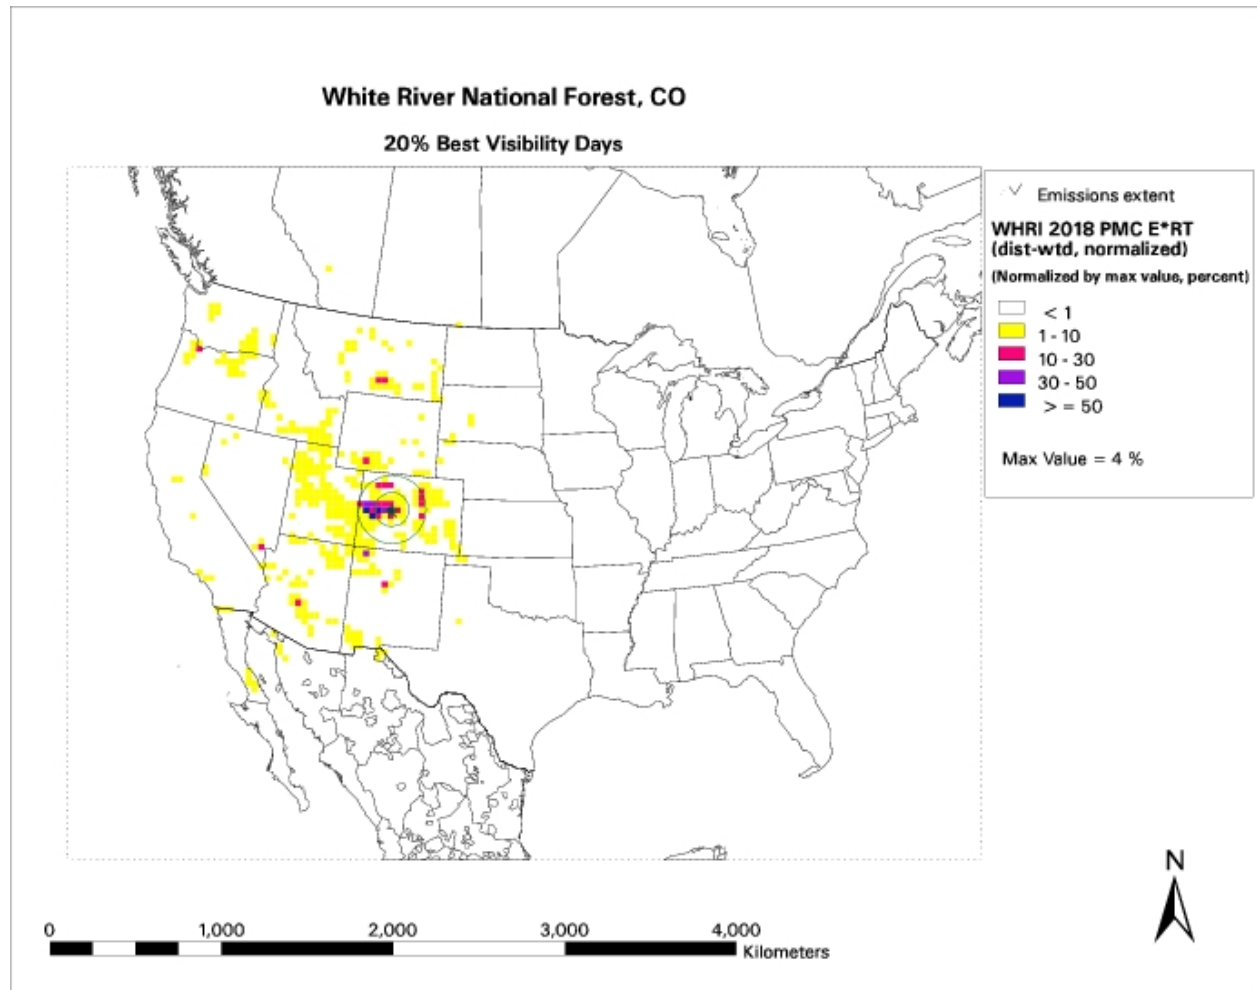 White River National Forest, CO
20% Best Visibility Days
Emissions extent
WHRI 2018 PMC E*RT
(dist-wtd, normalized)
(Normalized by max value, percent)
< 1
1 - 10
10 - 30
30 - 50
> = 50
Max Value = 4 %
N
0 1,000 2,000 3,000 4,000
Kilometers